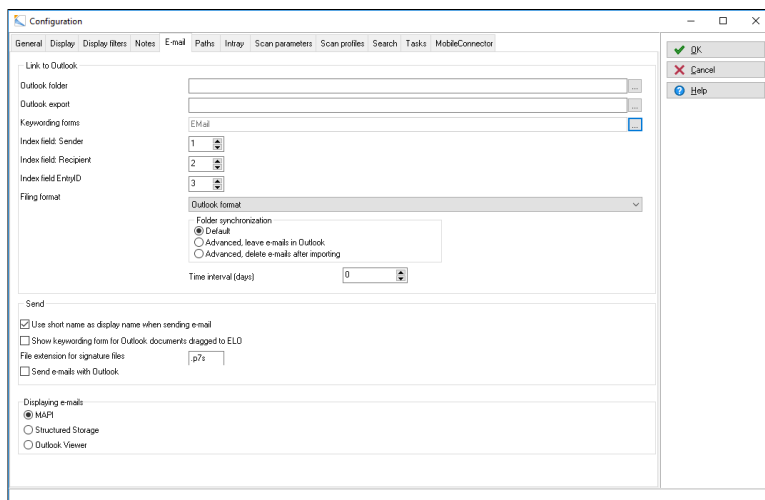 Configuration
General Display Display filters Notes E-mail Paths Intray Scan parameters Scan profiles Search Tasks MobileConnector
OK
Cancel
Help
Link to Outlook
Outlook folder
...
Outlook export
...
Keywording forms EMail ...
Index field: Sender 1
Index field: Recipient 2
Index field EntryID 3
Filing format Outlook format
Folder synchronization
Default
Advanced, leave e-mails in Outlook
Advanced, delete e-mails after importing
Time interval (days) 0
Send
Use short name as display name when sending e-mail
Show keywording form for Outlook documents dragged to ELO
File extension for signature files .p7s
Send e-mails with Outlook
Displaying e-mails
MAPI
Structured Storage
Outlook Viewer